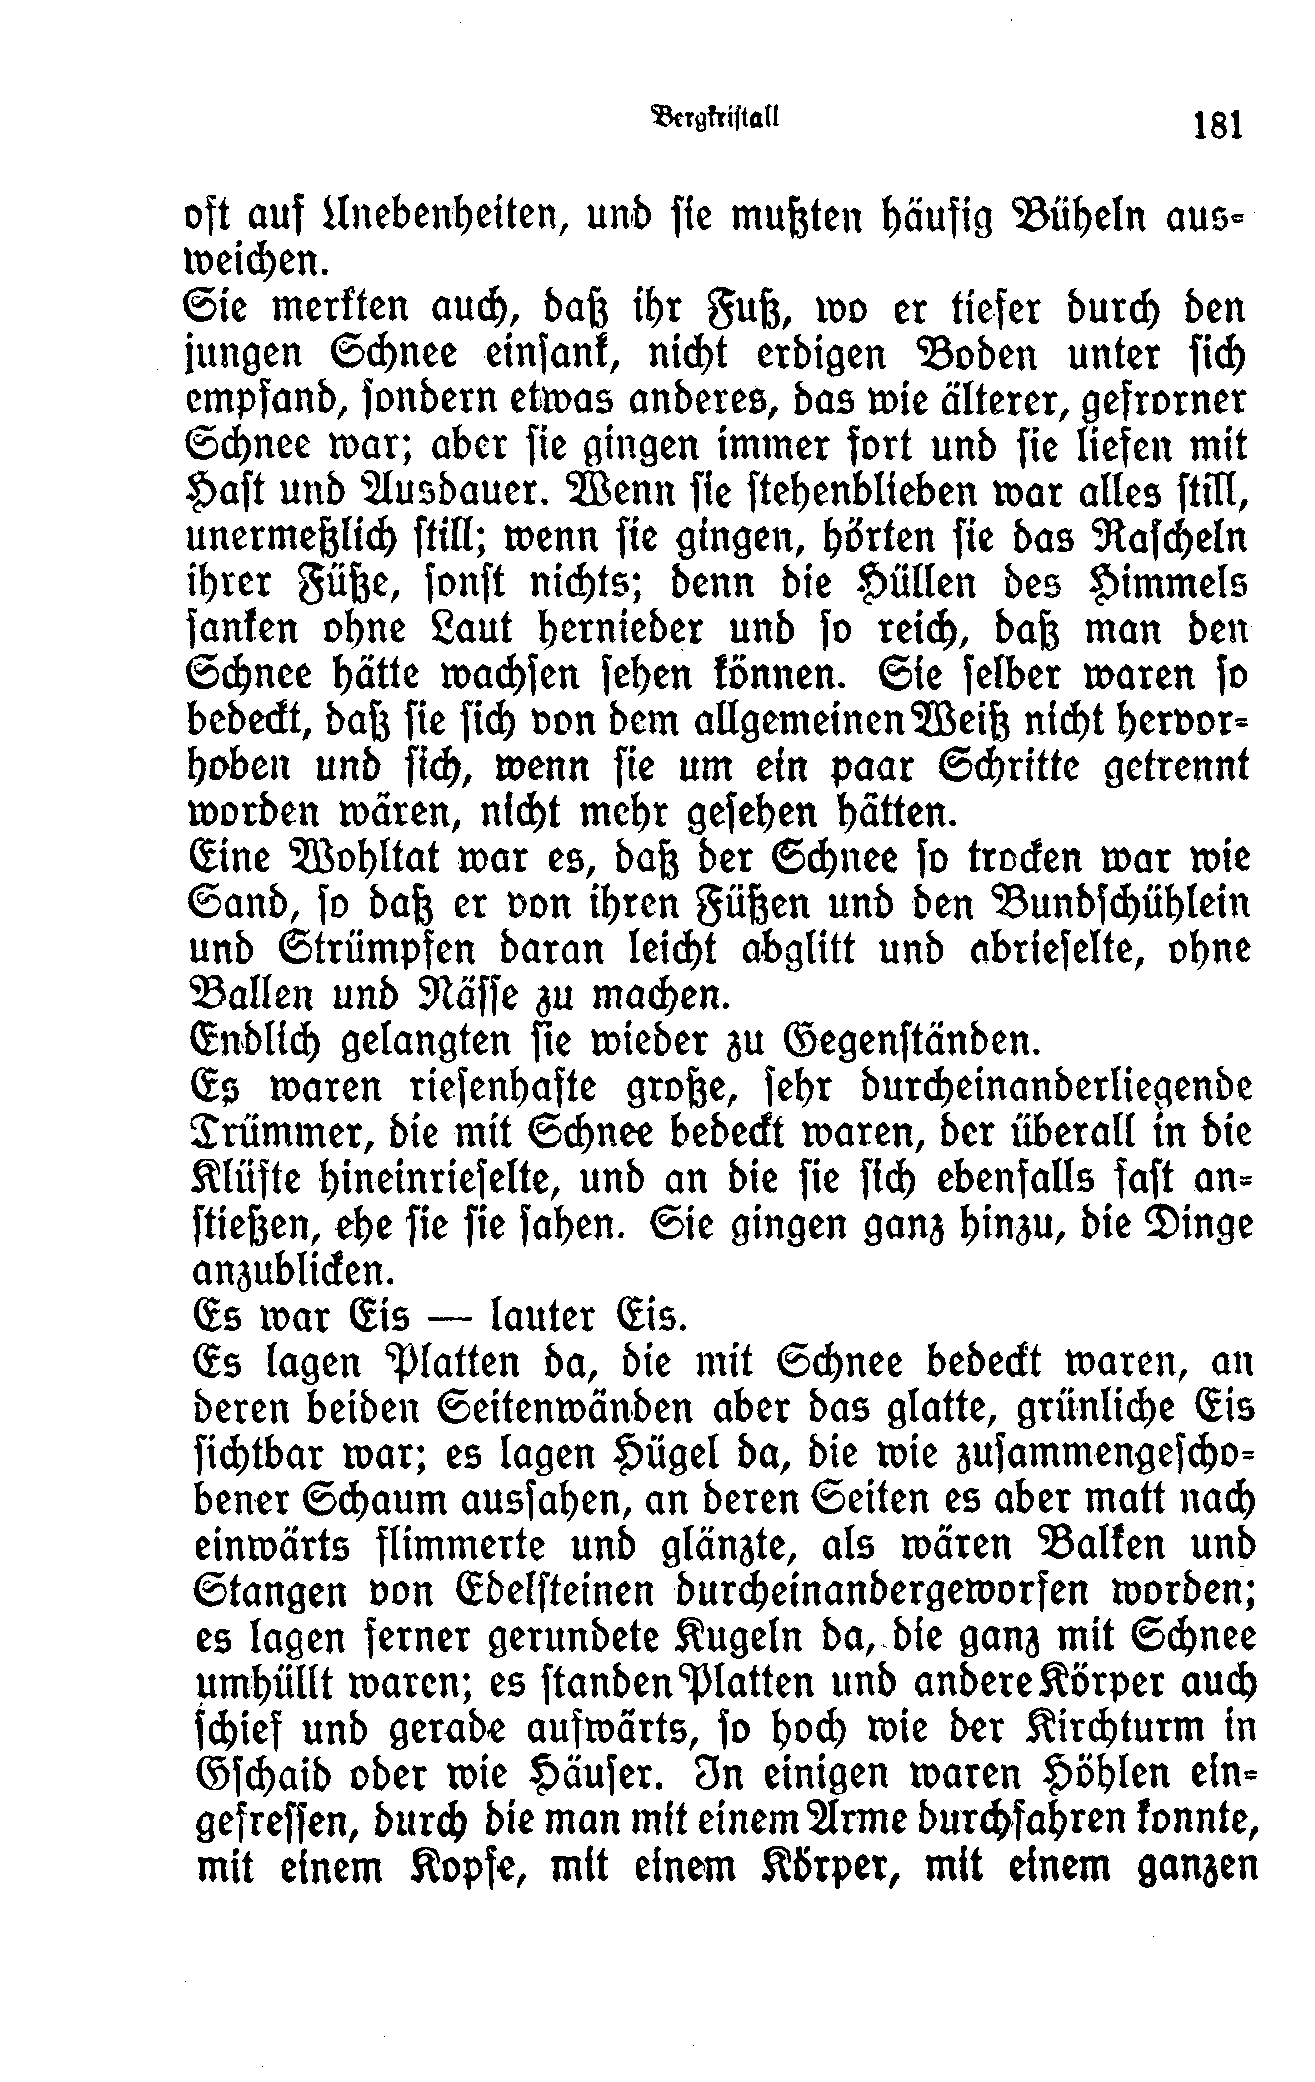 Bergkristall
181
oft auf Unebenheiten, und sie mußten häufig Büheln aus-
weichen.
Sie merkten auch, daß ihr Fuß, wo er tiefer durch den
jungen Schnee einsank, nicht erdigen Boden unter sich
empfand, sondern etwas anderes, das wie älterer, gefrorner
Schnee war; aber sie gingen immer fort und sie liefen mit
Hast und Ausdauer. Wenn sie stehenblieben war alles still,
unermeßlich still; wenn sie gingen, hörten sie das Rascheln
ihrer Füße, sonst nichts; denn die Hüllen des Himmels
sanken ohne Laut hernieder und so reich, daß man den
Schnee hätte wachsen sehen können. Sie selber waren so
bedeckt, daß sie sich von dem allgemeinen Weiß nicht hervor-
hoben und sich, wenn sie um ein paar Schritte getrennt
worden wären, nicht mehr gesehen hätten.
Eine Wohltat war es, daß der Schnee so trocken war wie
Sand, so daß er von ihren Füßen und den Bundschühlein
und Strümpfen daran leicht abglitt und abrieselte, ohne
Ballen und Nässe zu machen.
Endlich gelangten sie wieder zu Gegenständen.
Es waren riesenhafte große, sehr durcheinanderliegende
Trümmer, die mit Schnee bedeckt waren, der überall in die
Klüfte hineinrieselte, und an die sie sich ebenfalls fast an-
stießen, ehe sie sie sahen. Sie gingen ganz hinzu, die Dinge
anzublicken.
Es war Eis — lauter Eis.
Es lagen Platten da, die mit Schnee bedeckt waren, an
deren beiden Seitenwänden aber das glatte, grünliche Eis
sichtbar war; es lagen Hügel da, die wie zusammengescho-
bener Schaum aussahen, an deren Seiten es aber matt nach
einwärts flimmerte und glänzte, als wären Balken und
Stangen von Edelsteinen durcheinandergeworfen worden;
es lagen ferner gerundete Kugeln da, die ganz mit Schnee
umhüllt waren; es standen Platten und andere Körper auch
schief und gerade aufwärts, so hoch wie der Kirchturm in
Gschaid oder wie Häuser. In einigen waren Höhlen ein-
gefressen, durch die man mit einem Arme durchfahren konnte,
mit einem Kopfe, mit einem Körper, mit einem ganzen